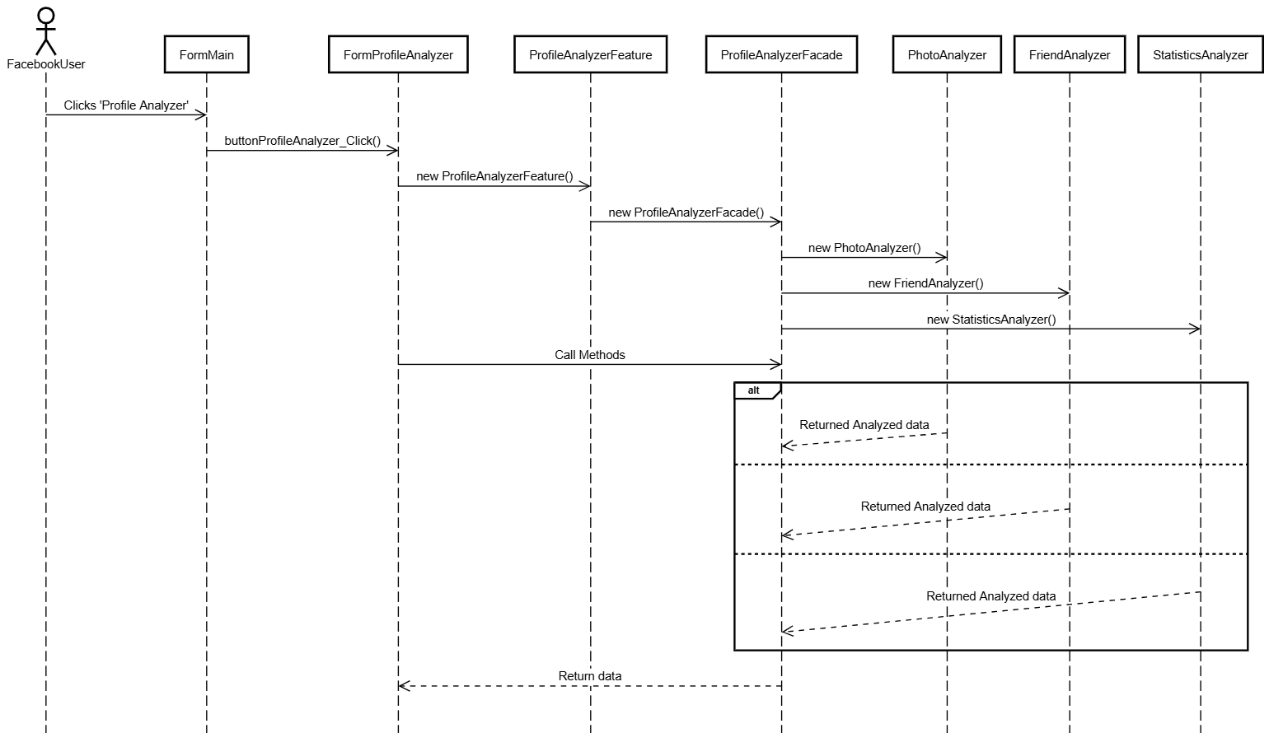 FacebookUser
FormMain
FormProfileAnalyzer
ProfileAnalyzerFeature
ProfileAnalyzerFacade
PhotoAnalyzer
FriendAnalyzer
StatisticsAnalyzer
Clicks 'Profile Analyzer'
buttonProfileAnalyzer_Click()
new ProfileAnalyzerFeature()
new ProfileAnalyzerFacade()
new PhotoAnalyzer()
new FriendAnalyzer()
new StatisticsAnalyzer()
Call Methods
alt
Returned Analyzed data
Returned Analyzed data
Returned Analyzed data
Return data